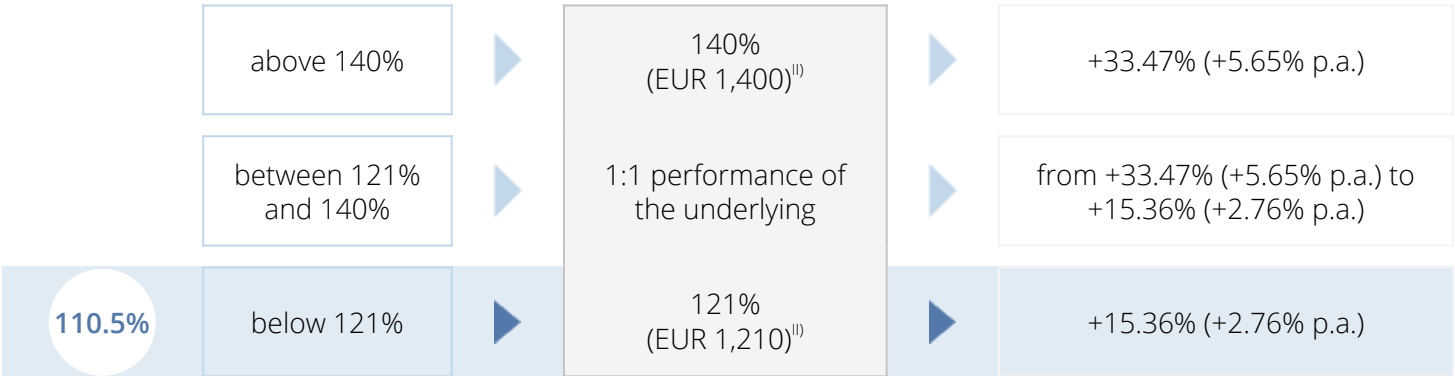 above 140%
140%
(EUR 1,400)II)
+33.47% (+5.65% p.a.)
between 121%
and 140%
1:1 performance of
the underlying
from +33.47% (+5.65% p.a.) to
+15.36% (+2.76% p.a.)
110.5%
below 121%
121%
(EUR 1,210)II)
+15.36% (+2.76% p.a.)